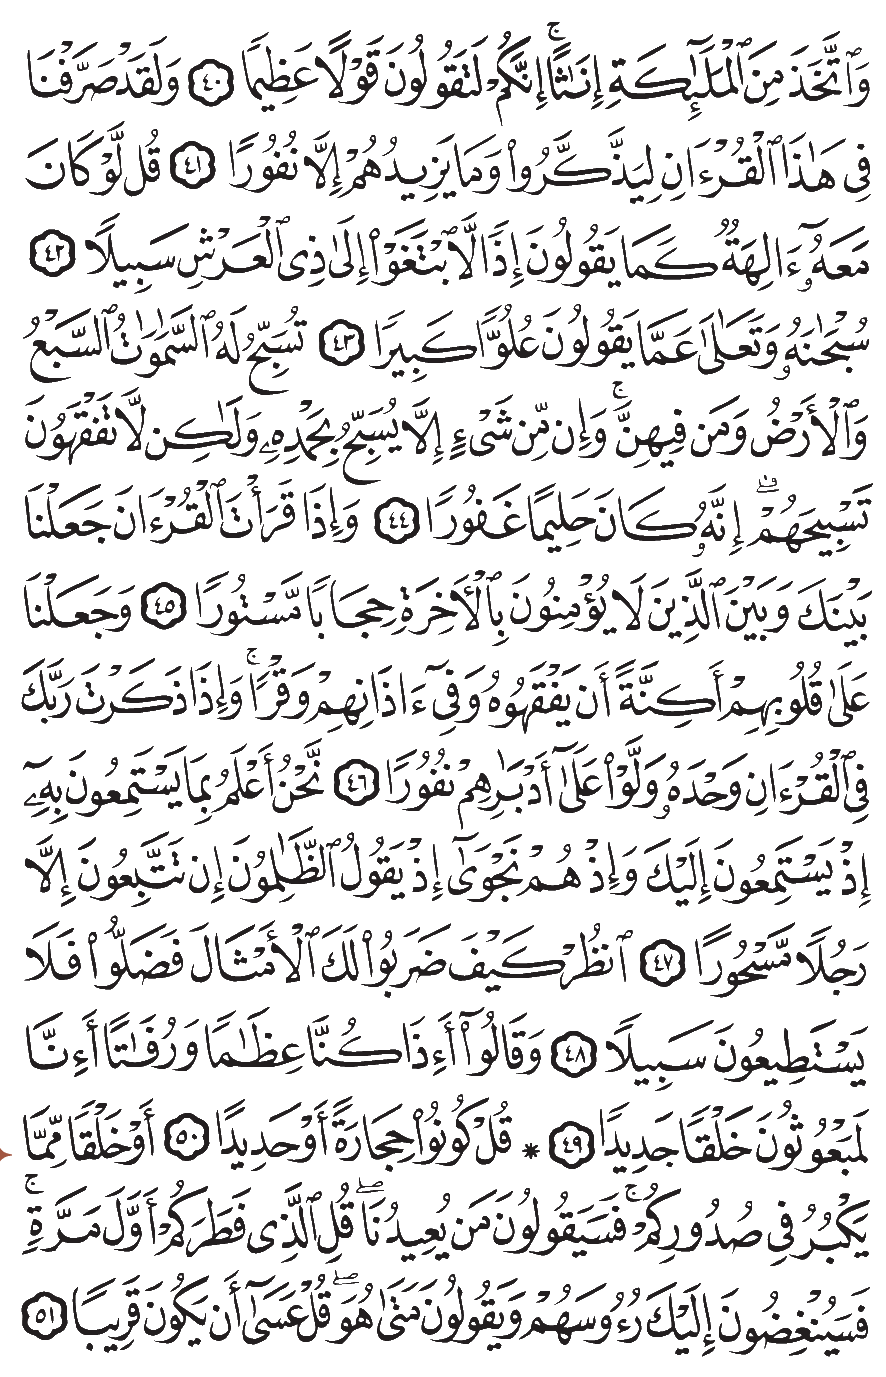 وَٱتَّخَذَ مِنَ ٱلۡمَلَـٰٓئِكَةِ إِنَـٰثًاۚ إِنَّكُمۡ لَتَقُولُونَ قَوۡلًا عَظِيمًا ٤٠ وَلَقَدۡ صَرَّفۡنَا
فِي هَـٰذَا ٱلۡقُرۡءَانِ لِيَذَّكَّرُواْ وَمَا يَزِيدُهُمۡ إِلَّا نُفُورًا ٤١ قُل لَّوۡ كَانَ
مَعَهُۥٓ ءَالِهَةٌ كَمَا يَقُولُونَ إِذًا لَّٱبۡتَغَوۡاْ إِلَىٰ ذِي ٱلۡعَرۡشِ سَبِيلًا ٤٢
سُبۡحَـٰنَهُۥ وَتَعَـٰلَىٰ عَمَّا يَقُولُونَ عُلُوًّا كَبِيرًا ٤٣ تُسَبِّحُ لَهُ ٱلسَّمَـٰوَٰتُ ٱلسَّبۡعُ
وَٱلۡأَرۡضُ وَمَن فِيهِنَّۚ وَإِن مِّن شَيۡءٍ إِلَّا يُسَبِّحُ بِحَمۡدِهِۦ وَلَـٰكِن لَّا تَفۡقَهُونَ
تَسۡبِيحَهُمۡۗ إِنَّهُۥ كَانَ حَلِيمًا غَفُورًا ٤٤ وَإِذَا قَرَأۡتَ ٱلۡقُرۡءَانَ جَعَلۡنَا
بَيۡنَكَ وَبَيۡنَ ٱلَّذِينَ لَا يُؤۡمِنُونَ بِٱلۡأٓخِرَةِ حِجَابًا مَّسۡتُورًا ٤٥ وَجَعَلۡنَا
عَلَىٰ قُلُوبِهِمۡ أَكِنَّةً أَن يَفۡقَهُوهُ وَفِيٓ ءَاذَانِهِمۡ وَقۡرًاۚ وَإِذَا ذَكَرۡتَ رَبَّكَ
فِي ٱلۡقُرۡءَانِ وَحۡدَهُۥ وَلَّوۡاْ عَلَىٰٓ أَدۡبَـٰرِهِمۡ نُفُورًا ٤٦ نَّحۡنُ أَعۡلَمُ بِمَا يَسۡتَمِعُونَ بِهِۦٓ
إِذۡ يَسۡتَمِعُونَ إِلَيۡكَ وَإِذۡ هُمۡ نَجۡوَىٰٓ إِذۡ يَقُولُ ٱلظَّـٰلِمُونَ إِن تَتَّبِعُونَ إِلَّا
رَجُلًا مَّسۡحُورًا ٤٧ ٱنظُرۡ كَيۡفَ ضَرَبُواْ لَكَ ٱلۡأَمۡثَالَ فَضَلُّواْ فَلَا
يَسۡتَطِيعُونَ سَبِيلًا ٤٨ وَقَالُوٓاْ أَءِذَا كُنَّا عِظَـٰمًا وَرُفَـٰتًا أَءِنَّا
لَمَبۡعُوثُونَ خَلۡقًا جَدِيدًا ٤٩ * قُلۡ كُونُواْ حِجَارَةً أَوۡ حَدِيدًا ٥٠ أَوۡ خَلۡقًا مِّمَّا
يَكۡبُرُ فِي صُدُورِكُمۡۚ فَسَيَقُولُونَ مَن يُعِيدُنَاۖ قُلِ ٱلَّذِي فَطَرَكُمۡ أَوَّلَ مَرَّةٍۚ
فَسَيُنۡغِضُونَ إِلَيۡكَ رُءُوسَهُمۡ وَيَقُولُونَ مَتَىٰ هُوَۖ قُلۡ عَسَىٰٓ أَن يَكُونَ قَرِيبًا ٥١